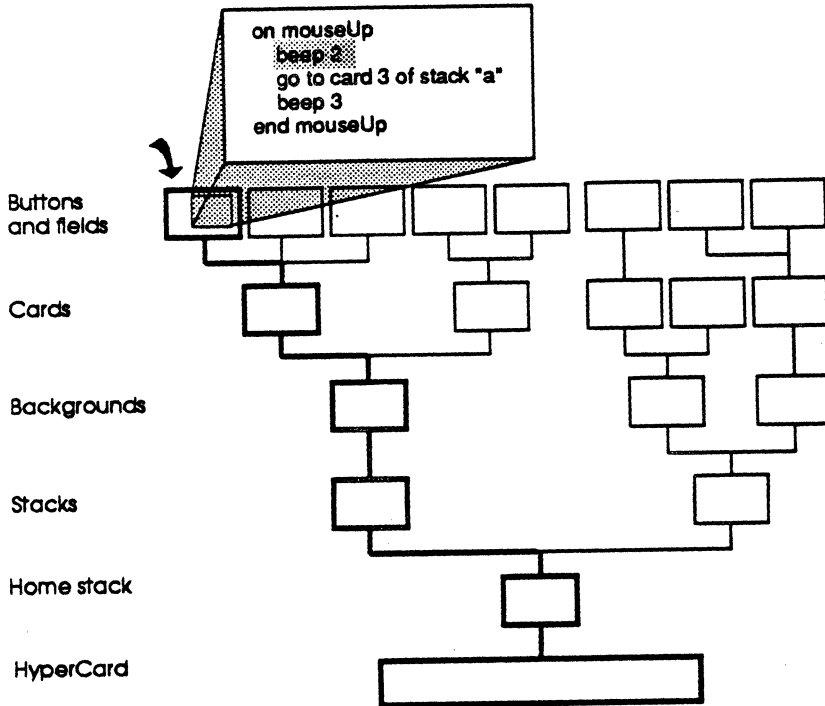 on mouseUp
beep 2
go to card 3 of stack "a"
beep 3
end mouseUp
Buttons
and fields
Cards
Backgrounds
Stacks
Home stack
HyperCard